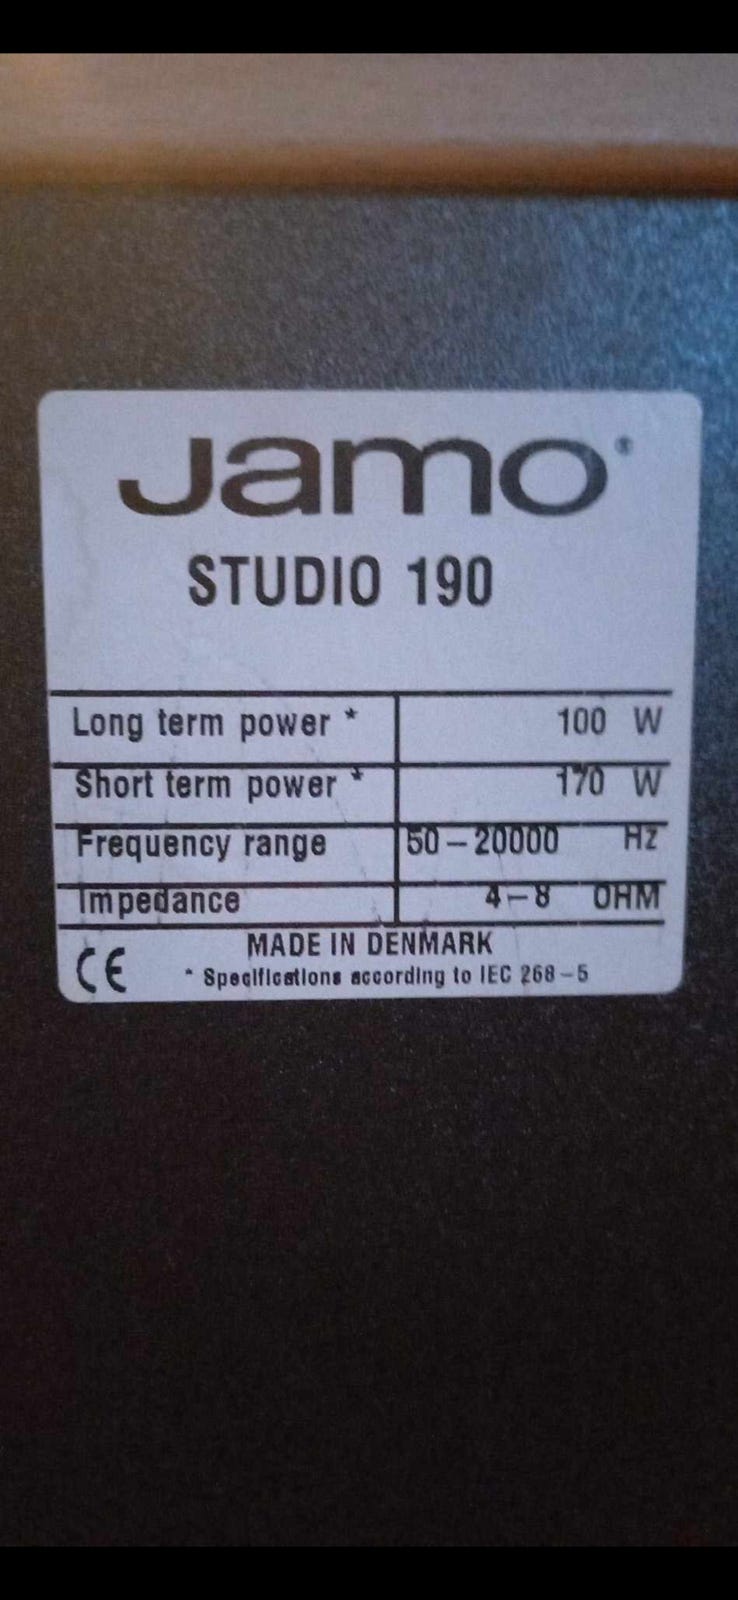 Jamo®
STUDIO 190
Long term power * 100 W
Short term power * 170 W
Frequency range 50-20000 Hz
Impedance 4-8 OHM
MADE IN DENMARK
CE * Specifications according to IEC 268-5